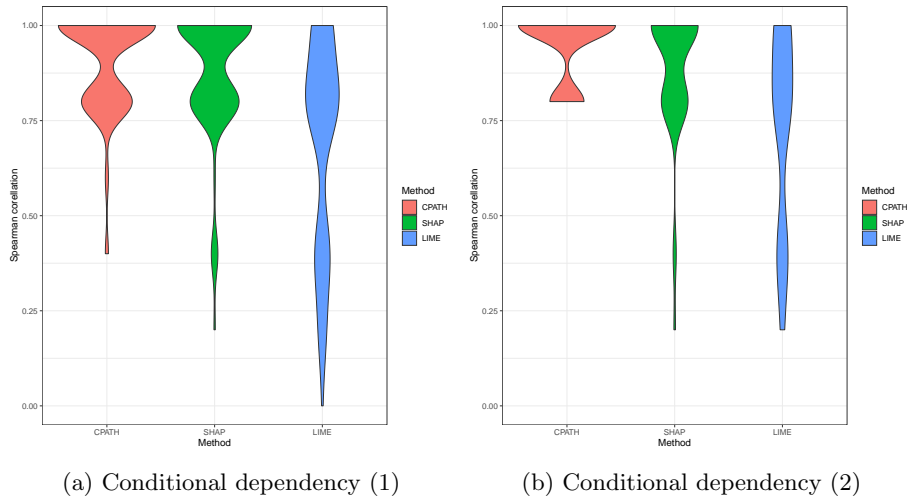 1.00
0.75
0.50
0.25
0.00
Spearman corellation
CPATH
SHAP
LIME
Method
Method
CPATH
SHAP
LIME
(a) Conditional dependency (1)
1.00
0.75
0.50
0.25
0.00
Spearman corellation
CPATH
SHAP
LIME
Method
Method
CPATH
SHAP
LIME
(b) Conditional dependency (2)